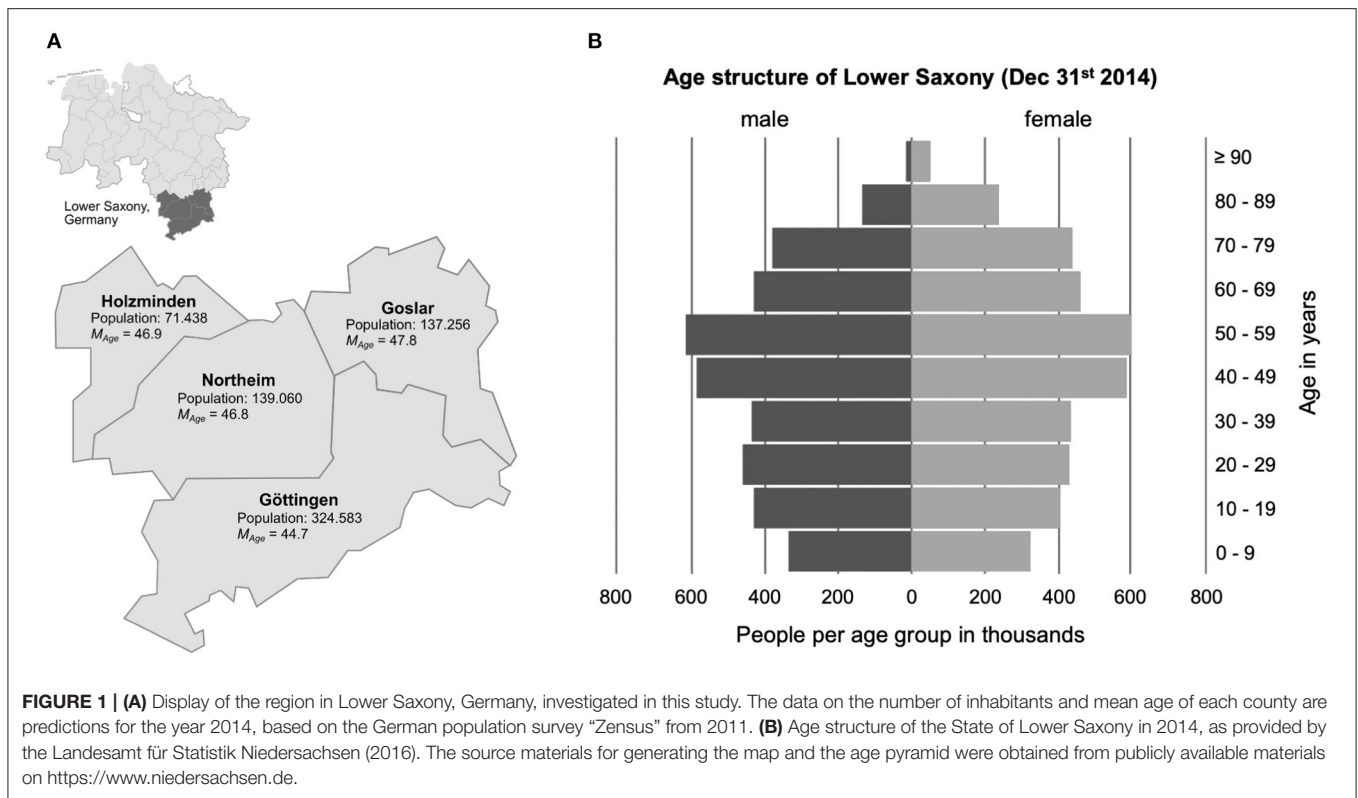 A
Lower Saxony,
Germany
Holzminden
Population: 71.438
MAge = 46.9
Goslar
Population: 137.256
MAge = 47.8
Northeim
Population: 139.060
MAge = 46.8
Göttingen
Population: 324.583
MAge = 44.7
B
Age structure of Lower Saxony (Dec 31st 2014)
male female
≥ 90
80 - 89
70 - 79
60 - 69
50 - 59
40 - 49
30 - 39
20 - 29
10 - 19
0 - 9
Age in years
800 600 400 200 0 200 400 600 800
People per age group in thousands
FIGURE 1 | (A) Display of the region in Lower Saxony, Germany, investigated in this study. The data on the number of inhabitants and mean age of each county are
predictions for the year 2014, based on the German population survey “Zensus” from 2011. (B) Age structure of the State of Lower Saxony in 2014, as provided by
the Landesamt für Statistik Niedersachsen (2016). The source materials for generating the map and the age pyramid were obtained from publicly available materials
on https://www.niedersachsen.de.